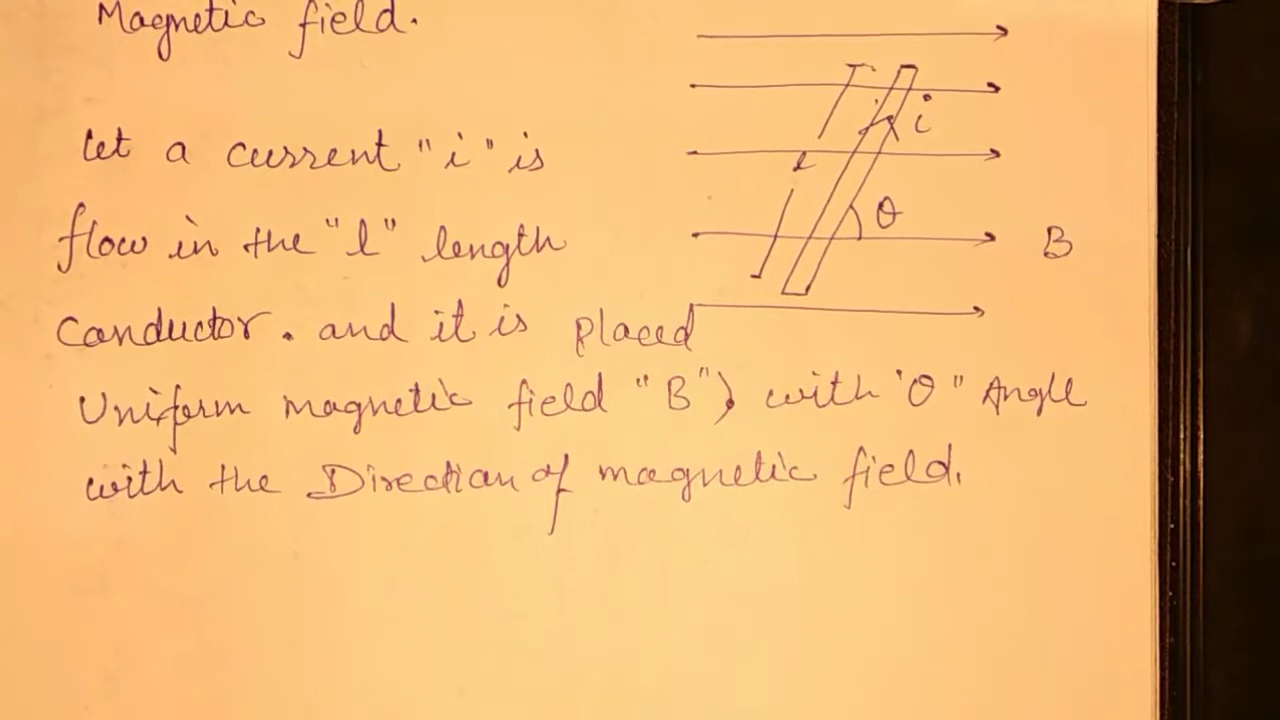 Magnetic field.
i
l
θ
B
let a current "i" is
flow in the "l" length
Conductor. and it is placed
Uniform magnetic field "B") with 'θ" Angle
with the Direction of magnetic field.